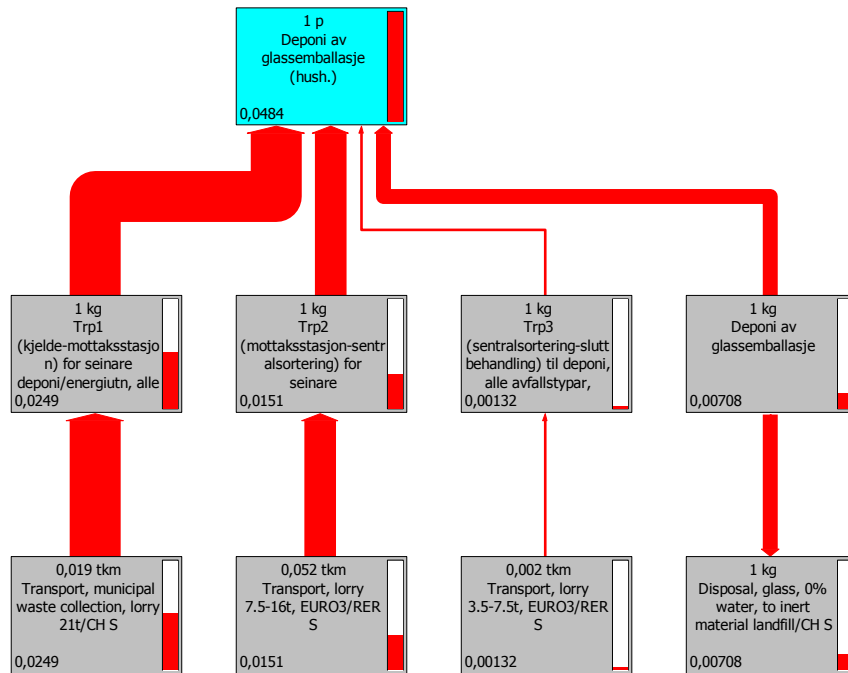 1 p
Deponi av
glassemballasje
(hush.)
0,0484
1 kg
Trp1
(kjelde-mottaksstasjo
n) for seinare
deponi/energiutn, alle
0,0249
1 kg
Trp2
(mottaksstasjon-sentr
alsortering) for
seinare
0,0151
1 kg
Trp3
(sentralsortering-slutt
behandling) til deponi,
alle avfallstypar,
0,00132
1 kg
Deponi av
glassemballasje
0,00708
0,019 tkm
Transport, municipal
waste collection, lorry
21t/CH S
0,0249
0,052 tkm
Transport, lorry
7.5-16t, EURO3/RER
S
0,0151
0,002 tkm
Transport, lorry
3.5-7.5t, EURO3/RER
S
0,00132
1 kg
Disposal, glass, 0%
water, to inert
material landfill/CH S
0,00708